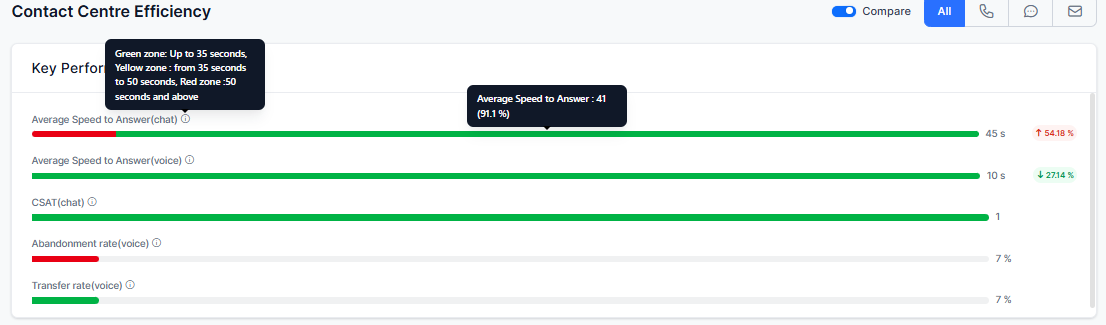 Contact Centre Efficiency
Compare
All
Green zone: Up to 35 seconds,
Yellow zone : from 35 seconds
to 50 seconds, Red zone :50
seconds and above
Key Perfor
Average Speed to Answer : 41
(91.1 %)
Average Speed to Answer(chat)
45 s
↑ 54.18 %
Average Speed to Answer(voice)
10 s
↓ 27.14 %
CSAT(chat)
1
Abandonment rate(voice)
7 %
Transfer rate(voice)
7 %